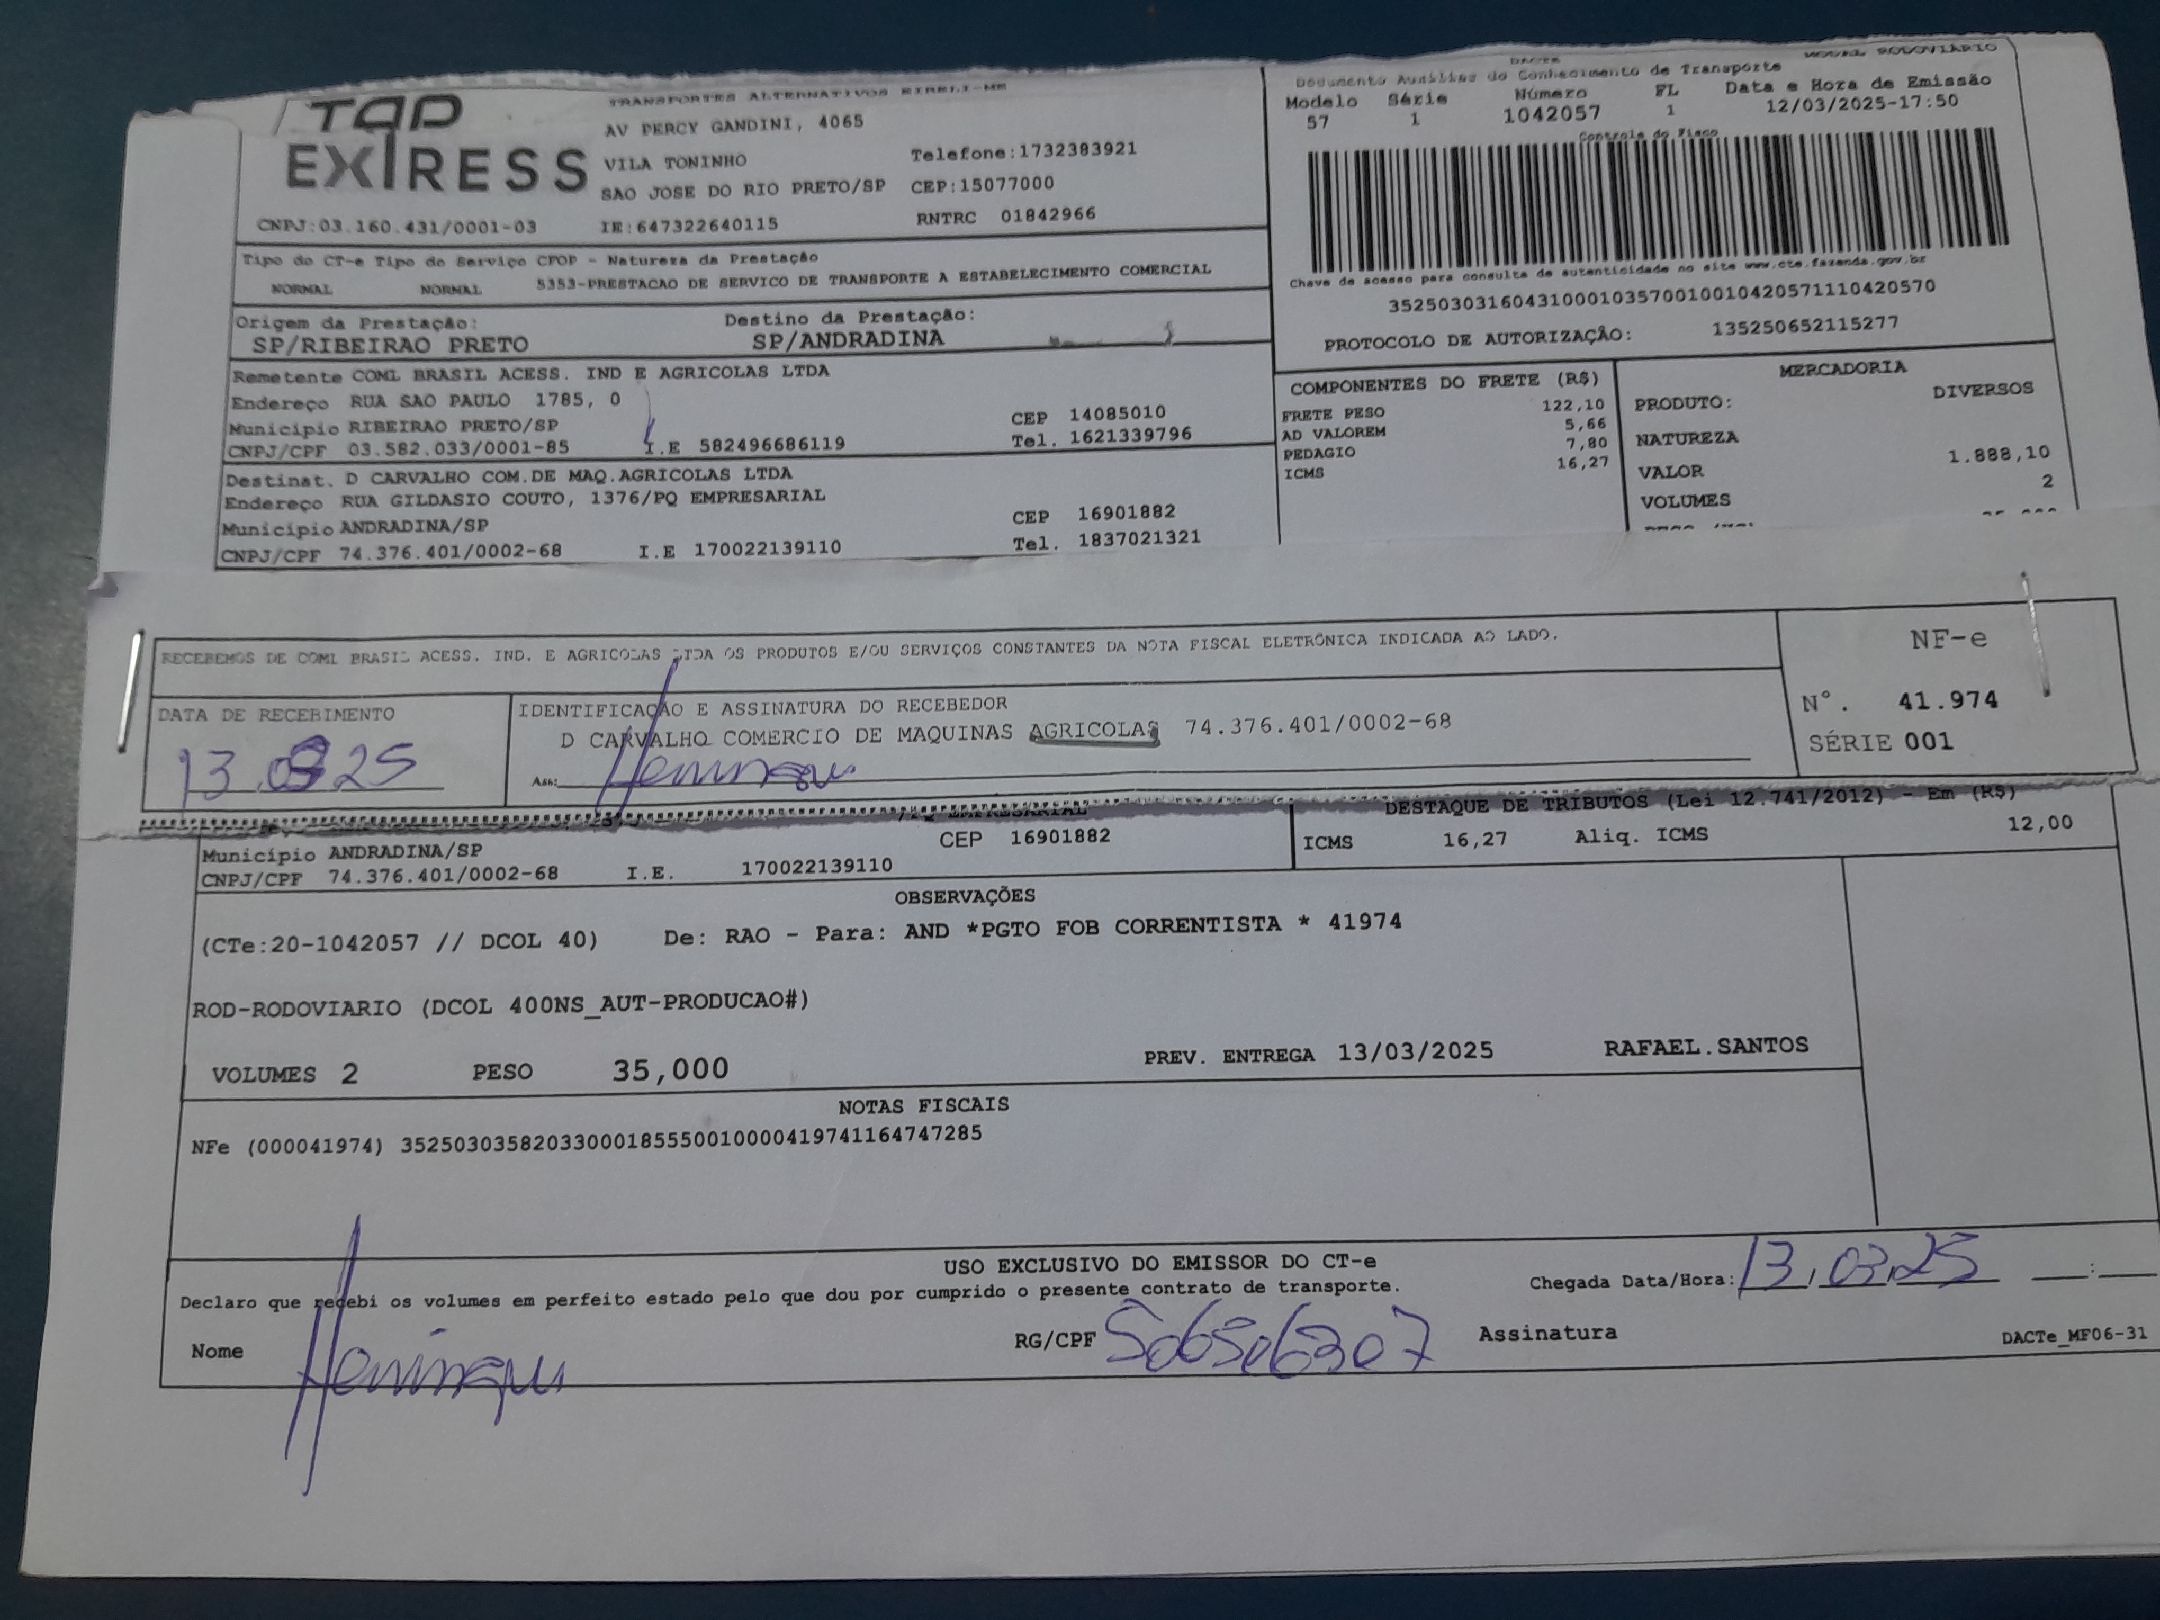 TAP
EXPRESS
TRANSPORTES ALTERNATIVOS EIRELI-ME
AV PERCY GANDINI, 4065
VILA TONINHO Telefone:1732383921
SAO JOSE DO RIO PRETO/SP CEP:15077000
CNPJ:03.160.431/0001-03 IE:647322640115 RNTRC 01842966
MODAL RODOVIÁRIO
DACTE
Documento Auxiliar do Conhecimento de Transporte
Modelo Série Número FL Data e Hora de Emissão
57 1 1042057 1 12/03/2025-17:50
Controle do Fisco
Chave de acesso para consulta de autenticidade no site www.cte.fazenda.gov.br
35250303160431000103570010010420571110420570
PROTOCOLO DE AUTORIZAÇÃO: 135250652115277
Tipo do CT-e Tipo do Serviço CFOP - Natureza da Prestação
NORMAL NORMAL 5353-PRESTACAO DE SERVICO DE TRANSPORTE A ESTABELECIMENTO COMERCIAL
Origem da Prestação: Destino da Prestação:
SP/RIBEIRAO PRETO SP/ANDRADINA
Remetente COML BRASIL ACESS. IND E AGRICOLAS LTDA
Endereço RUA SAO PAULO 1785, 0
Município RIBEIRAO PRETO/SP CEP 14085010
CNPJ/CPF 03.582.033/0001-85 I.E 582496686119 Tel. 1621339796
Destinat. D CARVALHO COM.DE MAQ.AGRICOLAS LTDA
Endereço RUA GILDASIO COUTO, 1376/PQ EMPRESARIAL
Município ANDRADINA/SP CEP 16901882
CNPJ/CPF 74.376.401/0002-68 I.E 170022139110 Tel. 1837021321
COMPONENTES DO FRETE (R$)
FRETE PESO 122,10
AD VALOREM 5,66
PEDAGIO 7,80
ICMS 16,27
MERCADORIA
PRODUTO: DIVERSOS
NATUREZA
VALOR 1.888,10
VOLUMES 2
RECEBEMOS DE COML BRASIL ACESS. IND. E AGRICOLAS LTDA OS PRODUTOS E/OU SERVIÇOS CONSTANTES DA NOTA FISCAL ELETRÔNICA INDICADA AO LADO.
DATA DE RECEBIMENTO
13.03 25
IDENTIFICAÇÃO E ASSINATURA DO RECEBEDOR
D CARVALHO COMERCIO DE MAQUINAS AGRICOLAS 74.376.401/0002-68
Ass:
NF-e
Nº. 41.974
SÉRIE 001
/PQ EMPRESARIAL
Município ANDRADINA/SP CEP 16901882
CNPJ/CPF 74.376.401/0002-68 I.E. 170022139110
DESTAQUE DE TRIBUTOS (Lei 12.741/2012) - Em (R$)
ICMS 16,27 Aliq. ICMS 12,00
OBSERVAÇÕES
(CTe:20-1042057 // DCOL 40) De: RAO - Para: AND *PGTO FOB CORRENTISTA * 41974
ROD-RODOVIARIO (DCOL 400NS_AUT-PRODUCAO#)
VOLUMES 2 PESO 35,000 PREV. ENTREGA 13/03/2025 RAFAEL.SANTOS
NOTAS FISCAIS
NFe (000041974) 35250303582033000185550010000419741164747285
USO EXCLUSIVO DO EMISSOR DO CT-e
Declaro que recebi os volumes em perfeito estado pelo que dou por cumprido o presente contrato de transporte.
Chegada Data/Hora: 13/03/25 :
Nome RG/CPF 506506307 Assinatura
DACTe_MF06-31